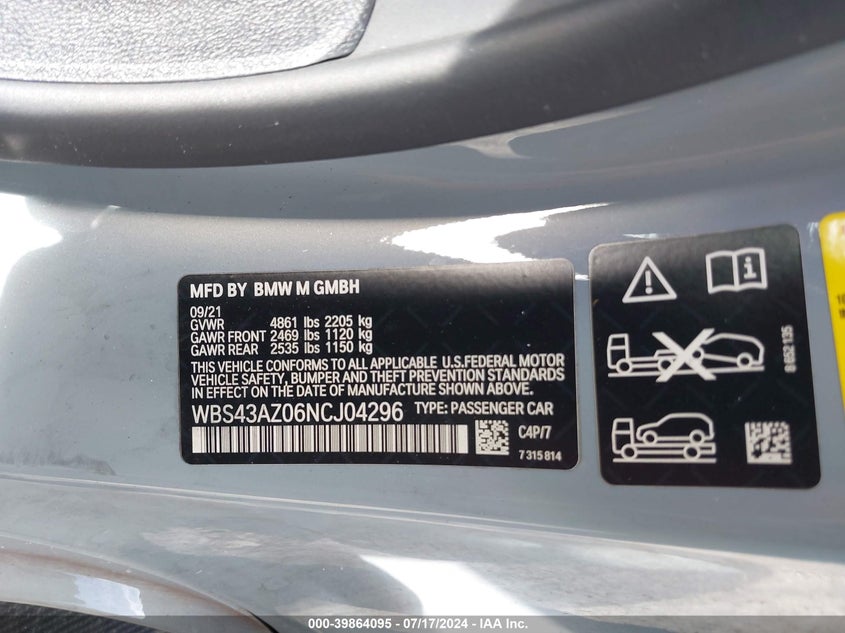 MFD BY BMW M GMBH
09/21
GVWR 4861 lbs 2205 kg
GAWR FRONT 2469 lbs 1120 kg
GAWR REAR 2535 lbs 1150 kg
THIS VEHICLE CONFORMS TO ALL APPLICABLE U.S.FEDERAL MOTOR
VEHICLE SAFETY, BUMPER AND THEFT PREVENTION STANDARDS
IN EFFECT ON THE DATE OF MANUFACTURE SHOWN ABOVE.
WBS43AZ06NCJ04296 TYPE: PASSENGER CAR
C4P/7
7 315 814
8 852 135
000-39864095 - 07/17/2024 - IAA Inc.